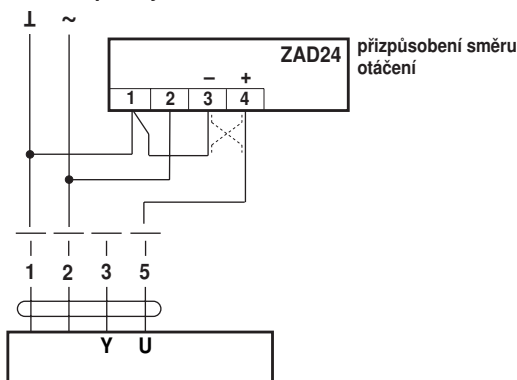 ⊥ ~
ZAD24
přizpůsobení směru
otáčení
– +
1 2 3 4
1 2 3 5
Y U